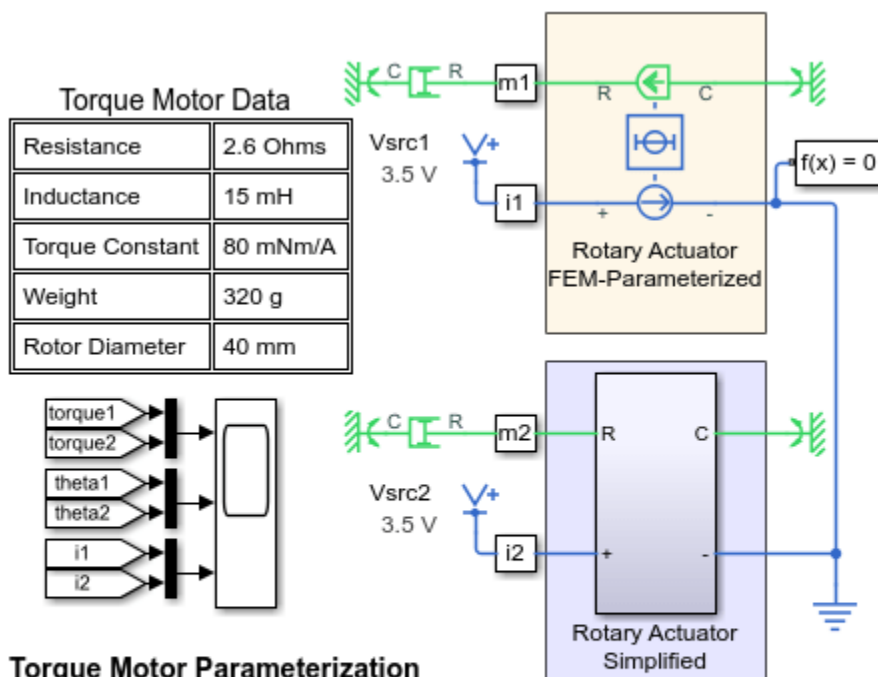 Torque Motor Data
Resistance 2.6 Ohms
Inductance 15 mH
Torque Constant 80 mNm/A
Weight 320 g
Rotor Diameter 40 mm
C R m1 R C
Vsrc1
3.5 V
i1 + -
f(x) = 0
Rotary Actuator
FEM-Parameterized
torque1
torque2
theta1
theta2
i1
i2
C R m2 R C
Vsrc2
3.5 V
i2 + -
Rotary Actuator
Simplified
Torque Motor Parameterization